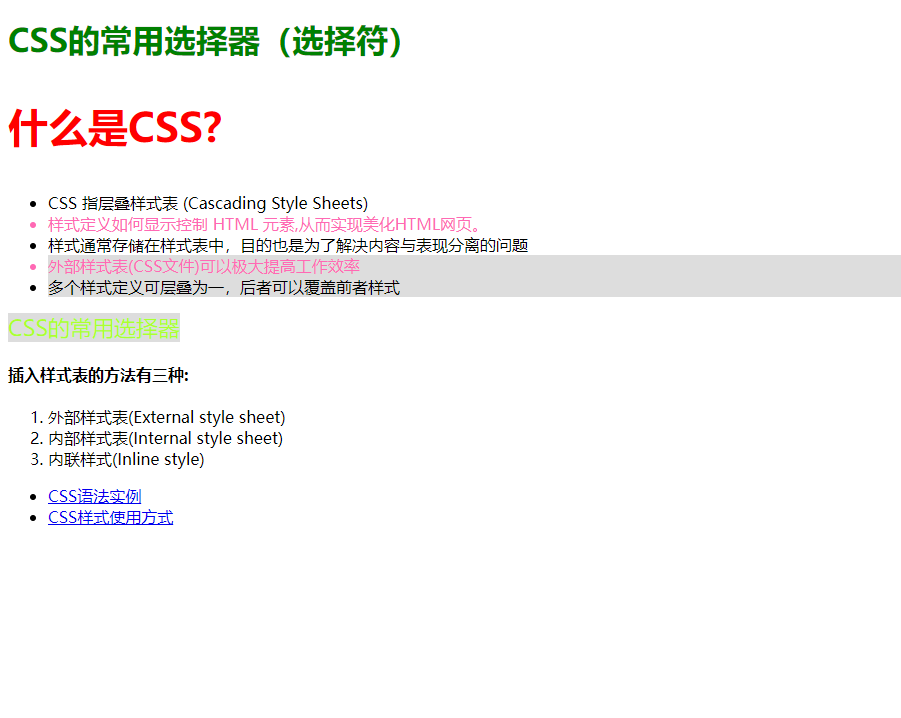 CSS的常用选择器（选择符）
什么是CSS?
• CSS 指层叠样式表 (Cascading Style Sheets)
• 样式定义如何显示控制 HTML 元素,从而实现美化HTML网页。
• 样式通常存储在样式表中，目的也是为了解决内容与表现分离的问题
• 外部样式表(CSS文件)可以极大提高工作效率
• 多个样式定义可层叠为一，后者可以覆盖前者样式
CSS的常用选择器
插入样式表的方法有三种:
1. 外部样式表(External style sheet)
2. 内部样式表(Internal style sheet)
3. 内联样式(Inline style)
• CSS语法实例
• CSS样式使用方式